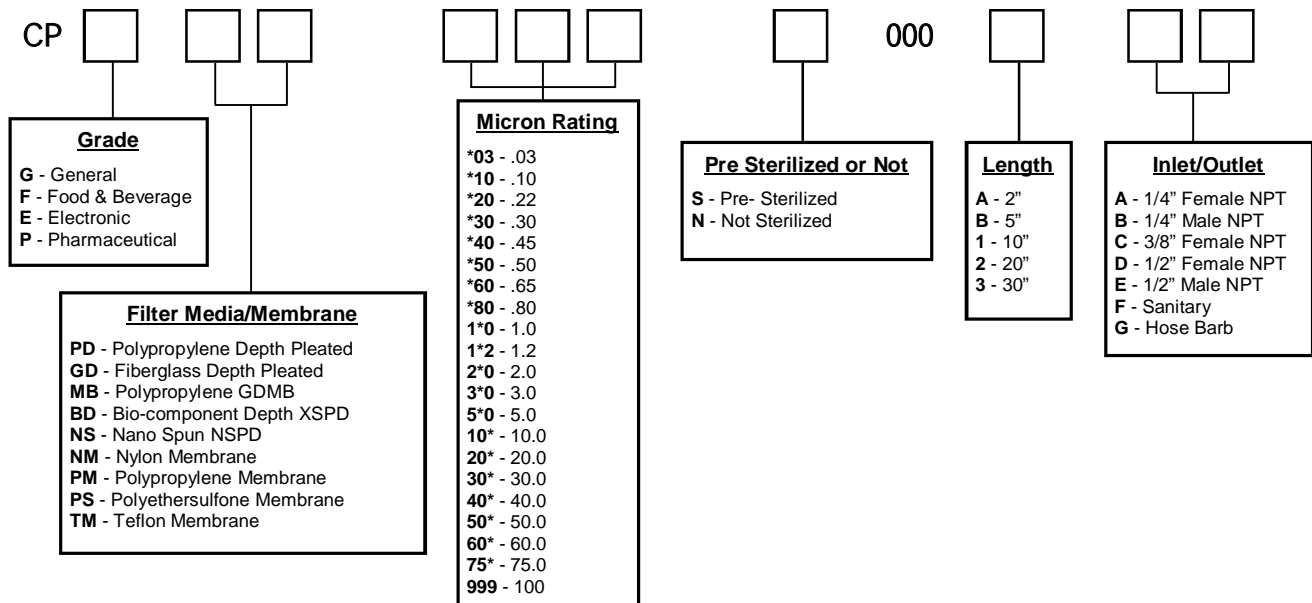 CP 000
Grade
G - General
F - Food & Beverage
E - Electronic
P - Pharmaceutical
Filter Media/Membrane
PD - Polypropylene Depth Pleated
GD - Fiberglass Depth Pleated
MB - Polypropylene GDMB
BD - Bio-component Depth XSPD
NS - Nano Spun NSPD
NM - Nylon Membrane
PM - Polypropylene Membrane
PS - Polyethersulfone Membrane
TM - Teflon Membrane
Micron Rating
*03 - .03
*10 - .10
*20 - .22
*30 - .30
*40 - .45
*50 - .50
*60 - .65
*80 - .80
1*0 - 1.0
1*2 - 1.2
2*0 - 2.0
3*0 - 3.0
5*0 - 5.0
10* - 10.0
20* - 20.0
30* - 30.0
40* - 40.0
50* - 50.0
60* - 60.0
75* - 75.0
999 - 100
Pre Sterilized or Not
S - Pre- Sterilized
N - Not Sterilized
Length
A - 2”
B - 5”
1 - 10”
2 - 20”
3 - 30”
Inlet/Outlet
A - 1/4” Female NPT
B - 1/4” Male NPT
C - 3/8” Female NPT
D - 1/2” Female NPT
E - 1/2” Male NPT
F - Sanitary
G - Hose Barb